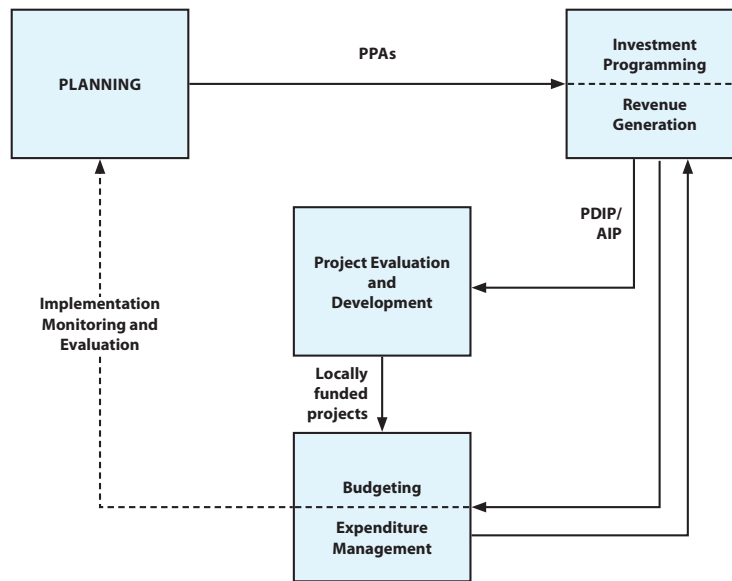 PLANNING
PPAs
Investment
Programming
Revenue
Generation
PDIP/
AIP
Project Evaluation
and
Development
Implementation
Monitoring and
Evaluation
Locally
funded
projects
Budgeting
Expenditure
Management